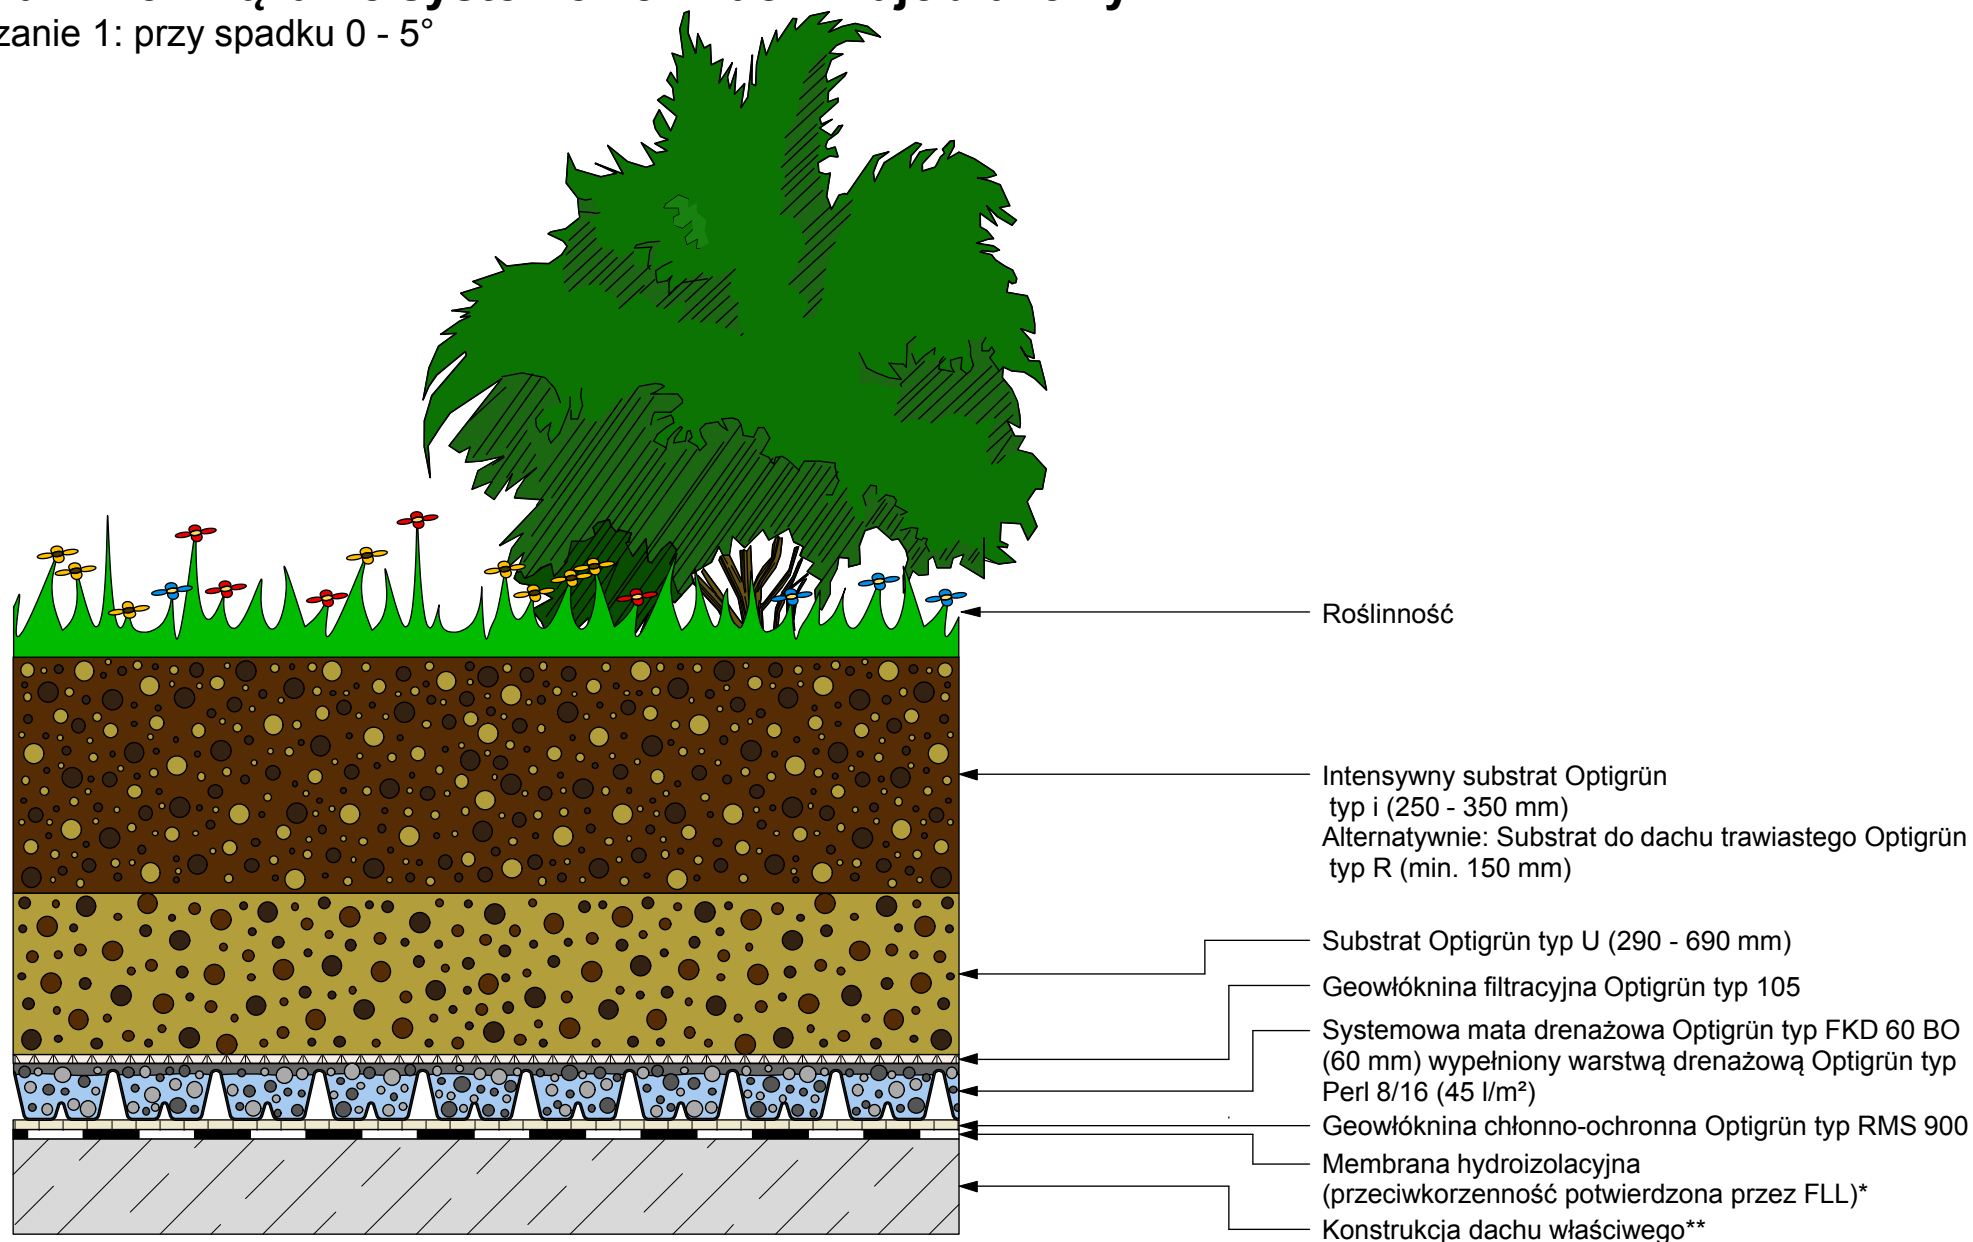 zanie 1: przy spadku 0 - 5°
Roślinność
Intensywny substrat Optigrün
typ i (250 - 350 mm)
Alternatywnie: Substrat do dachu trawiastego Optigrün
typ R (min. 150 mm)
Substrat Optigrün typ U (290 - 690 mm)
Geowłóknina filtracyjna Optigrün typ 105
Systemowa mata drenażowa Optigrün typ FKD 60 BO
(60 mm) wypełniony warstwą drenażową Optigrün typ
Perl 8/16 (45 l/m²)
Geowłóknina chłonno-ochronna Optigrün typ RMS 900
Membrana hydroizolacyjna
(przeciwkorzenność potwierdzona przez FLL)*
Konstrukcja dachu właściwego**